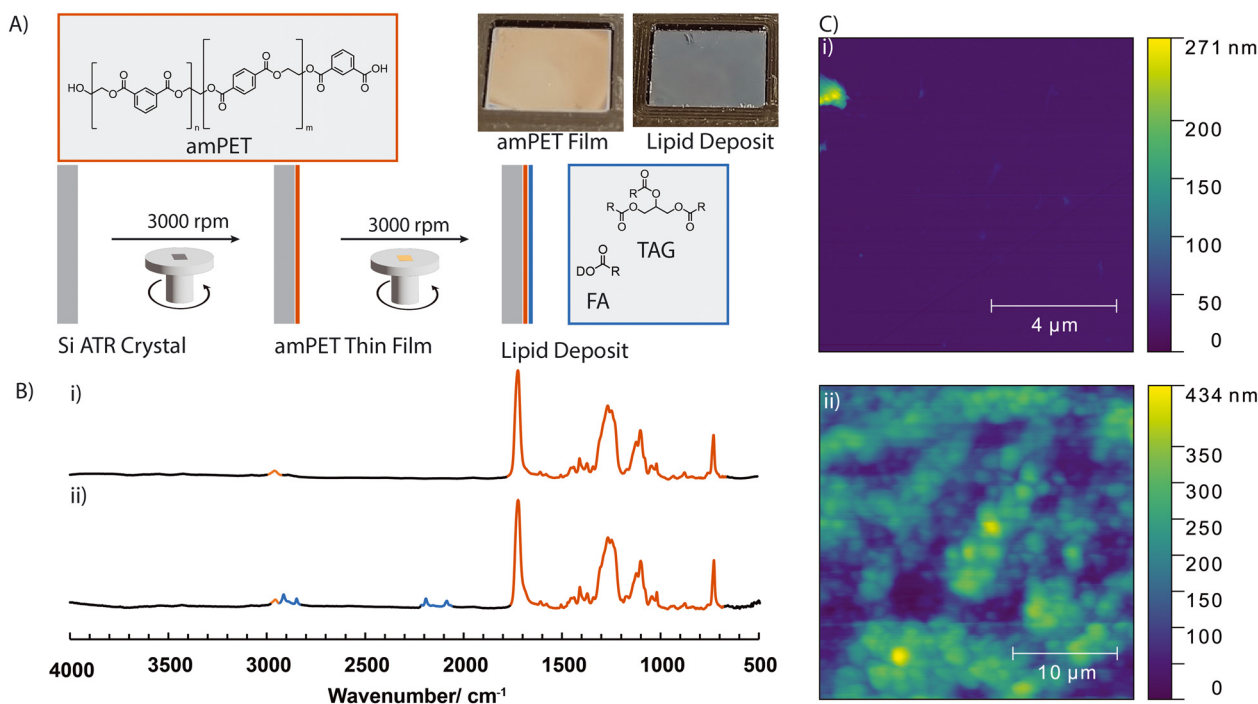 A)
HO
O
O
O
O
O
O
O
O
O
O
O
O
OH
n
m
amPET
amPET Film
Lipid Deposit
3000 rpm
3000 rpm
O
R
O
O
O
R
O
O
R
TAG
O
DO
R
FA
Si ATR Crystal
amPET Thin Film
Lipid Deposit
B)
i)
ii)
4000
3500
3000
2500
2000
1500
1000
500
Wavenumber/ cm⁻¹
C)
i)
271 nm
200
150
100
50
0
4 µm
ii)
434 nm
350
300
250
200
150
100
50
0
10 µm